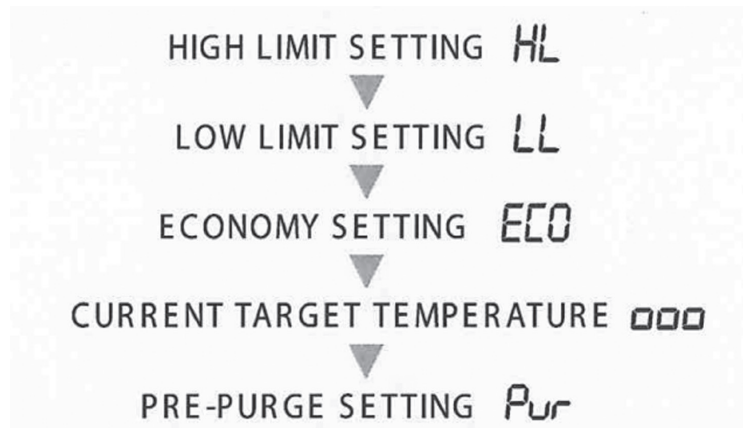 HIGH LIMIT SETTING HL
LOW LIMIT SETTING LL
ECONOMY SETTING ECO
CURRENT TARGET TEMPERATURE ooo
PRE-PURGE SETTING Pur